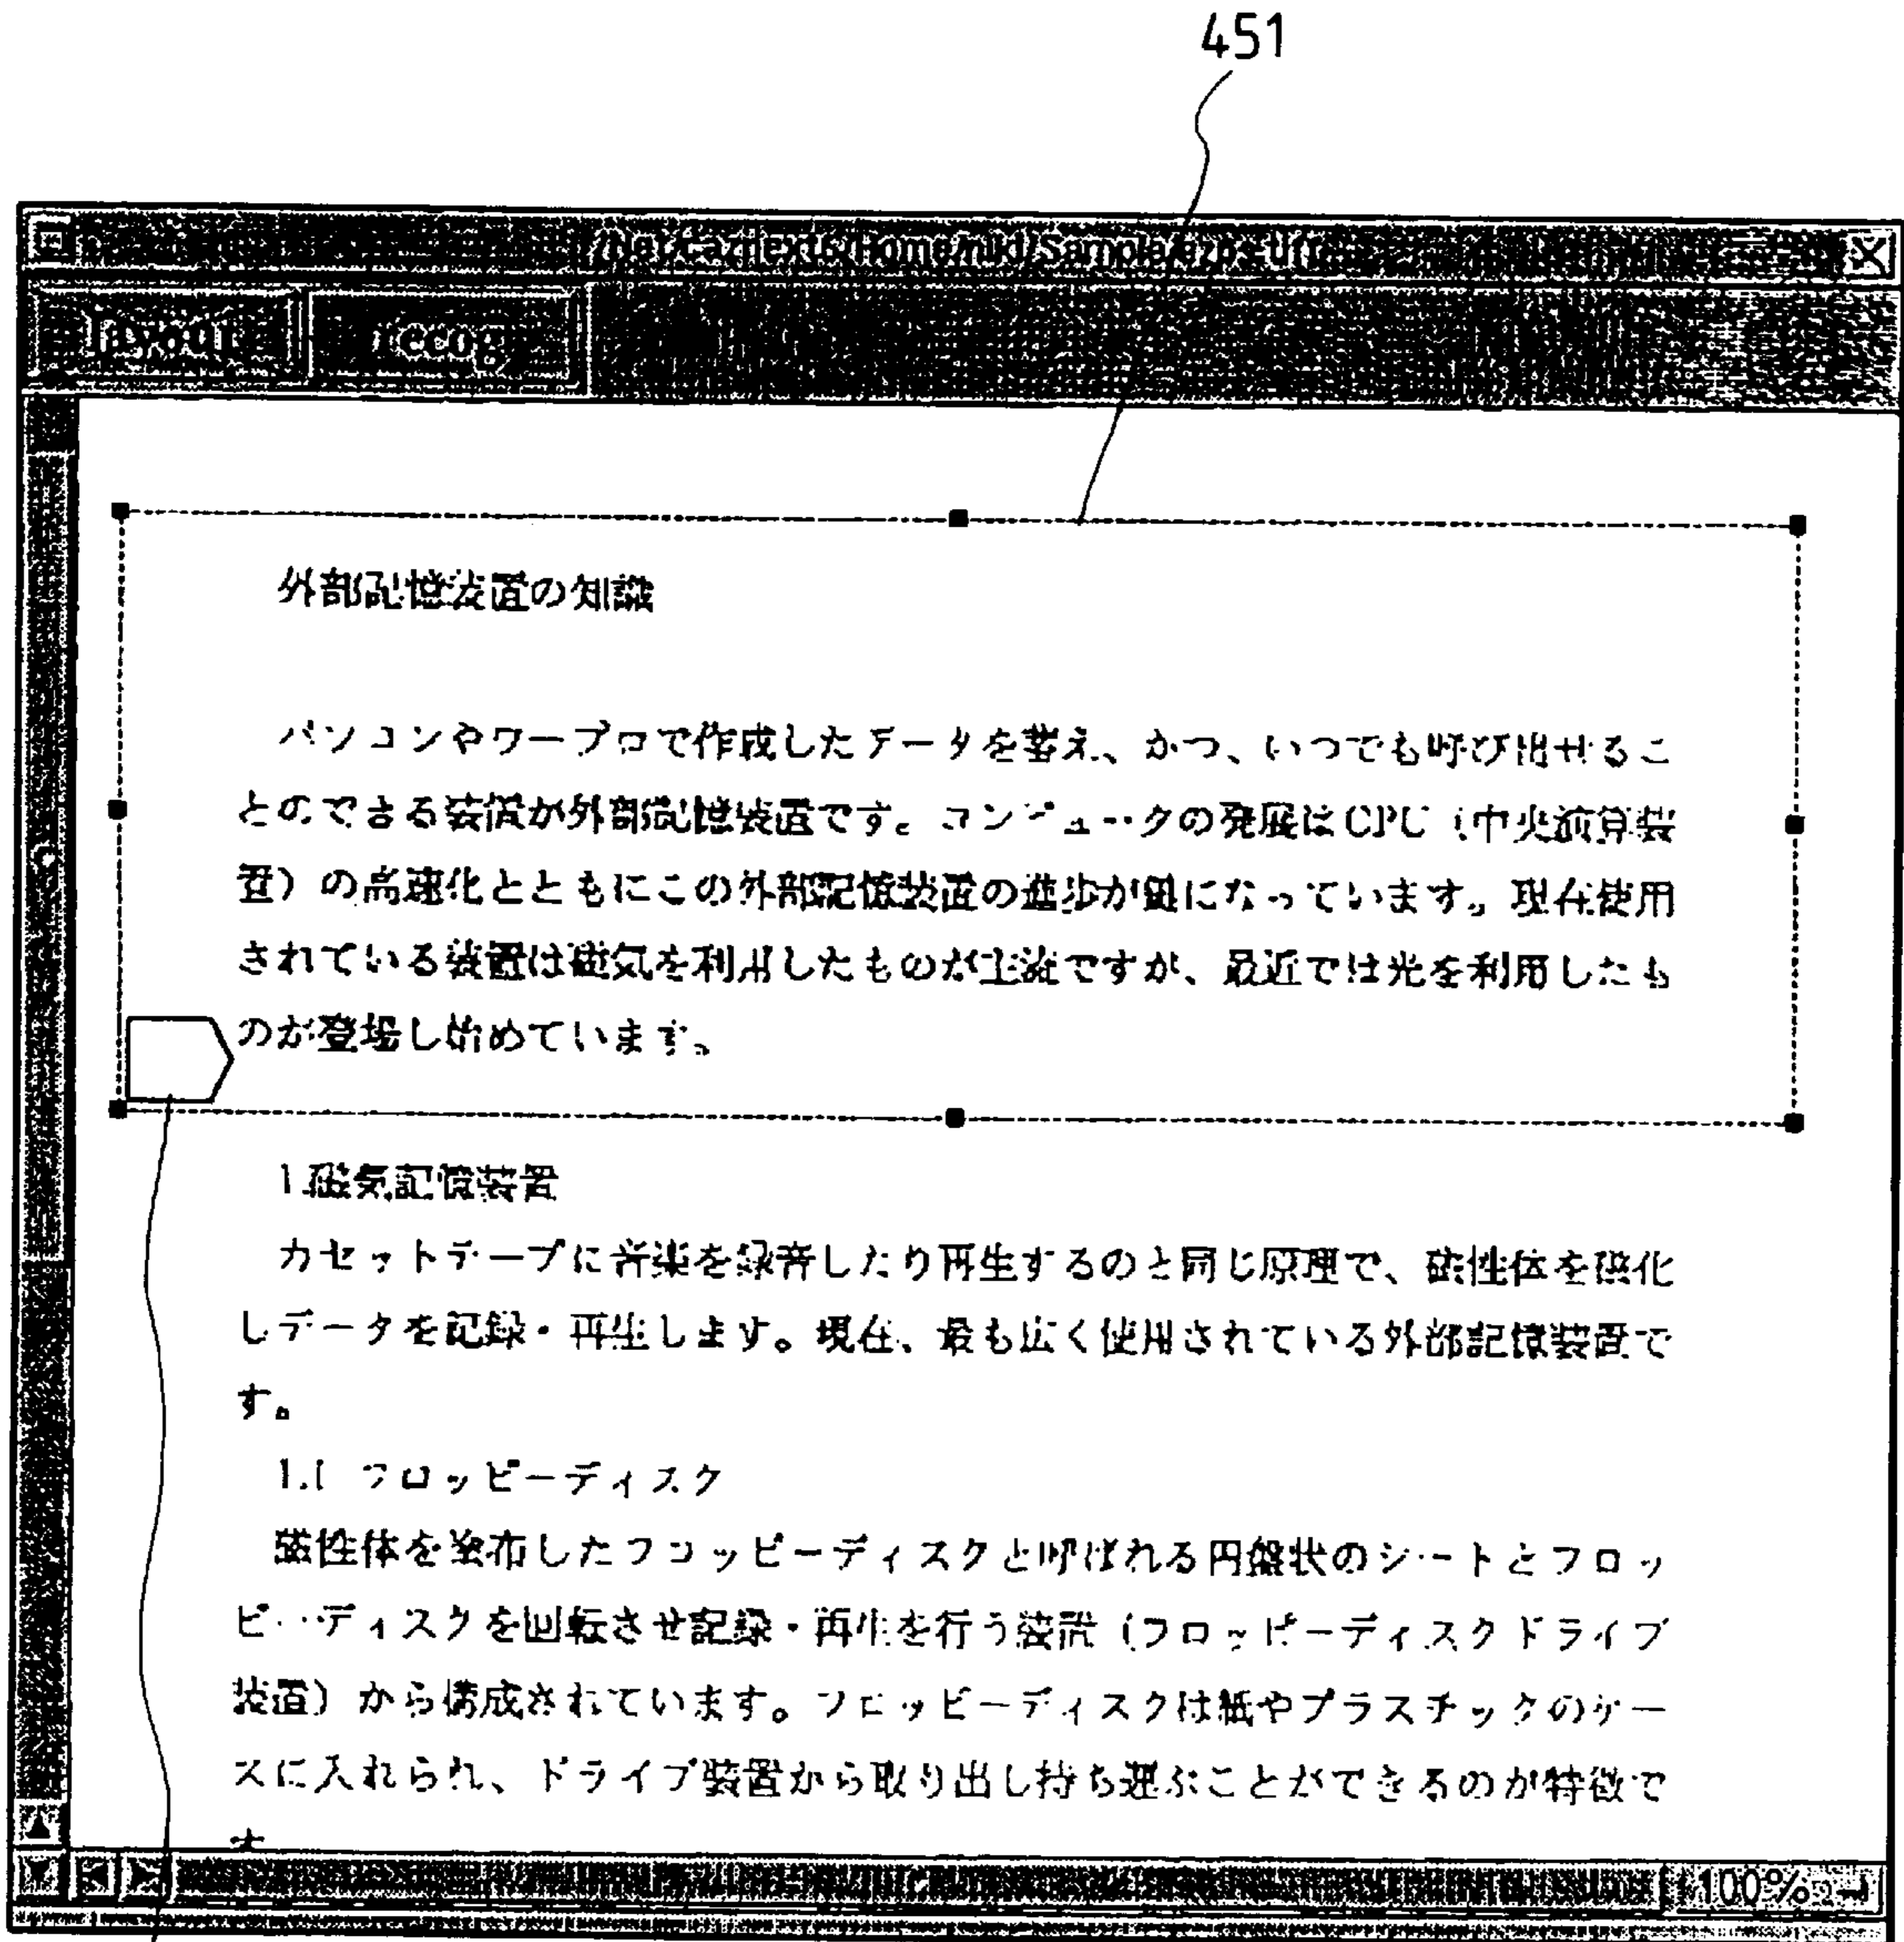 451
layout recog
外部記憶装置の知識
パソコンやワープロで作成したデータを蓄え、かつ、いつでも呼び出せるこ
とのできる装置が外部記憶装置です。コンピュータの発展はCPU（中央演算装
置）の高速化とともにこの外部記憶装置の進歩が鍵になっています。現在使用
されている装置は磁気を利用したものが主流ですが、最近では光を利用したも
のが登場し始めています。
1.磁気記憶装置
カセットテープに音楽を録音したり再生するのと同じ原理で、磁性体を磁化
しデータを記録・再生します。現在、最も広く使用されている外部記憶装置で
す。
1.1 フロッピーディスク
磁性体を塗布したフロッピーディスクと呼ばれる円盤状のシートとフロッ
ピーディスクを回転させ記録・再生を行う装置（フロッピーディスクドライブ
装置）から構成されています。フロッピーディスクは紙やプラスチックのケー
スに入れられ、ドライブ装置から取り出し持ち運ぶことができるのが特徴で
100%